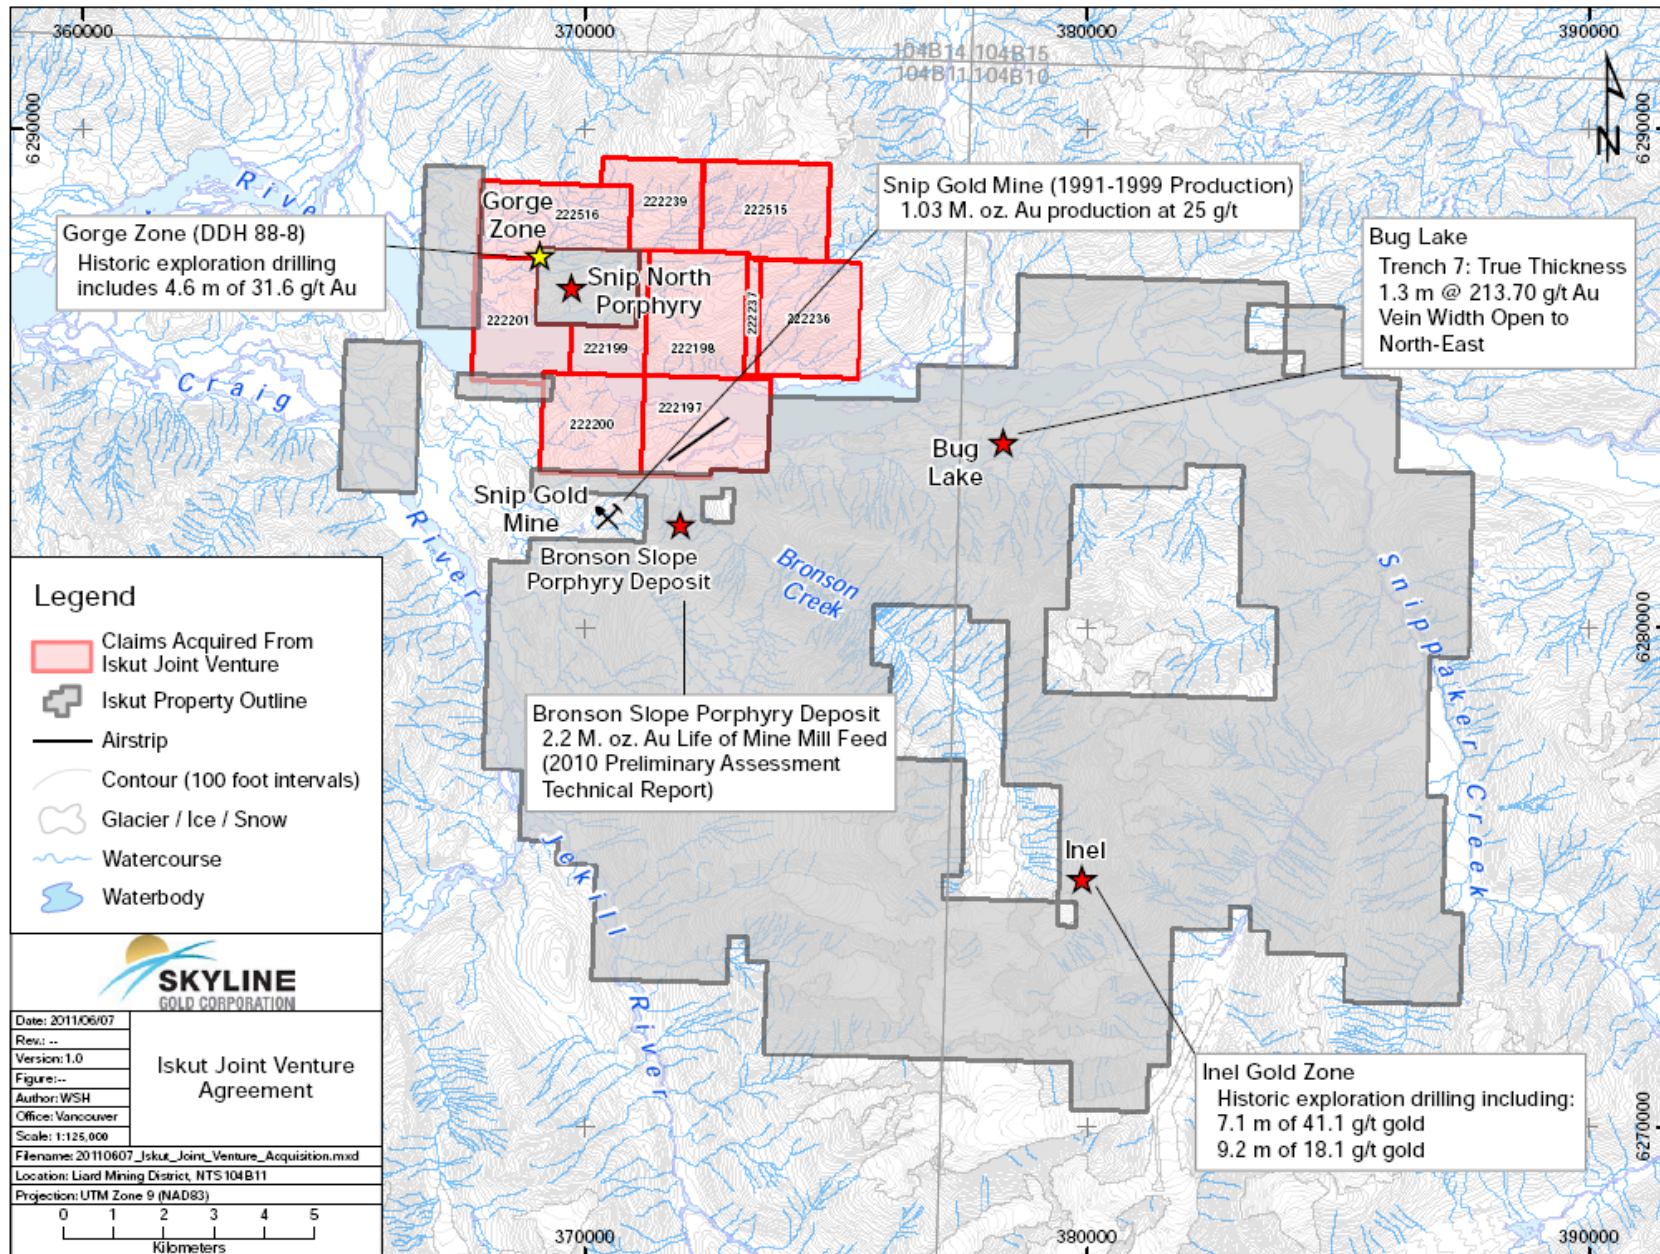 360000
370000
380000
390000
104B14 104B15
104B11 104B10
6290000
6290000
N
River
Gorge
Zone
222516
222239
222515
Snip Gold Mine (1991-1999 Production)
1.03 M. oz. Au production at 25 g/t
Gorge Zone (DDH 88-8)
Historic exploration drilling
includes 4.6 m of 31.6 g/t Au
Bug Lake
Trench 7: True Thickness
1.3 m @ 213.70 g/t Au
Vein Width Open to
North-East
Snip North
Porphyry
222201
222199
222198
222237
222236
Craig
River
222200
222197
Bug
Lake
Snip Gold
Mine
Bronson Slope
Porphyry Deposit
Bronson
Creek
Snippaker Creek
6280000
Legend
Claims Acquired From
Iskut Joint Venture
Iskut Property Outline
Airstrip
Contour (100 foot intervals)
Glacier / Ice / Snow
Watercourse
Waterbody
Bronson Slope Porphyry Deposit
2.2 M. oz. Au Life of Mine Mill Feed
(2010 Preliminary Assessment
Technical Report)
Jekill
River
Inel
Inel Gold Zone
Historic exploration drilling including:
7.1 m of 41.1 g/t gold
9.2 m of 18.1 g/t gold
6270000
SKYLINE
GOLD CORPORATION
Date: 2011/06/07
Rev.: --
Version: 1.0
Figure: --
Author: WSH
Office: Vancouver
Scale: 1:125,000
Iskut Joint Venture
Agreement
Filename: 20110607_Iskut_Joint_Venture_Acquisition.mxd
Location: Liard Mining District, NTS 104B11
Projection: UTM Zone 9 (NAD83)
0 1 2 3 4 5
Kilometers
370000
380000
390000